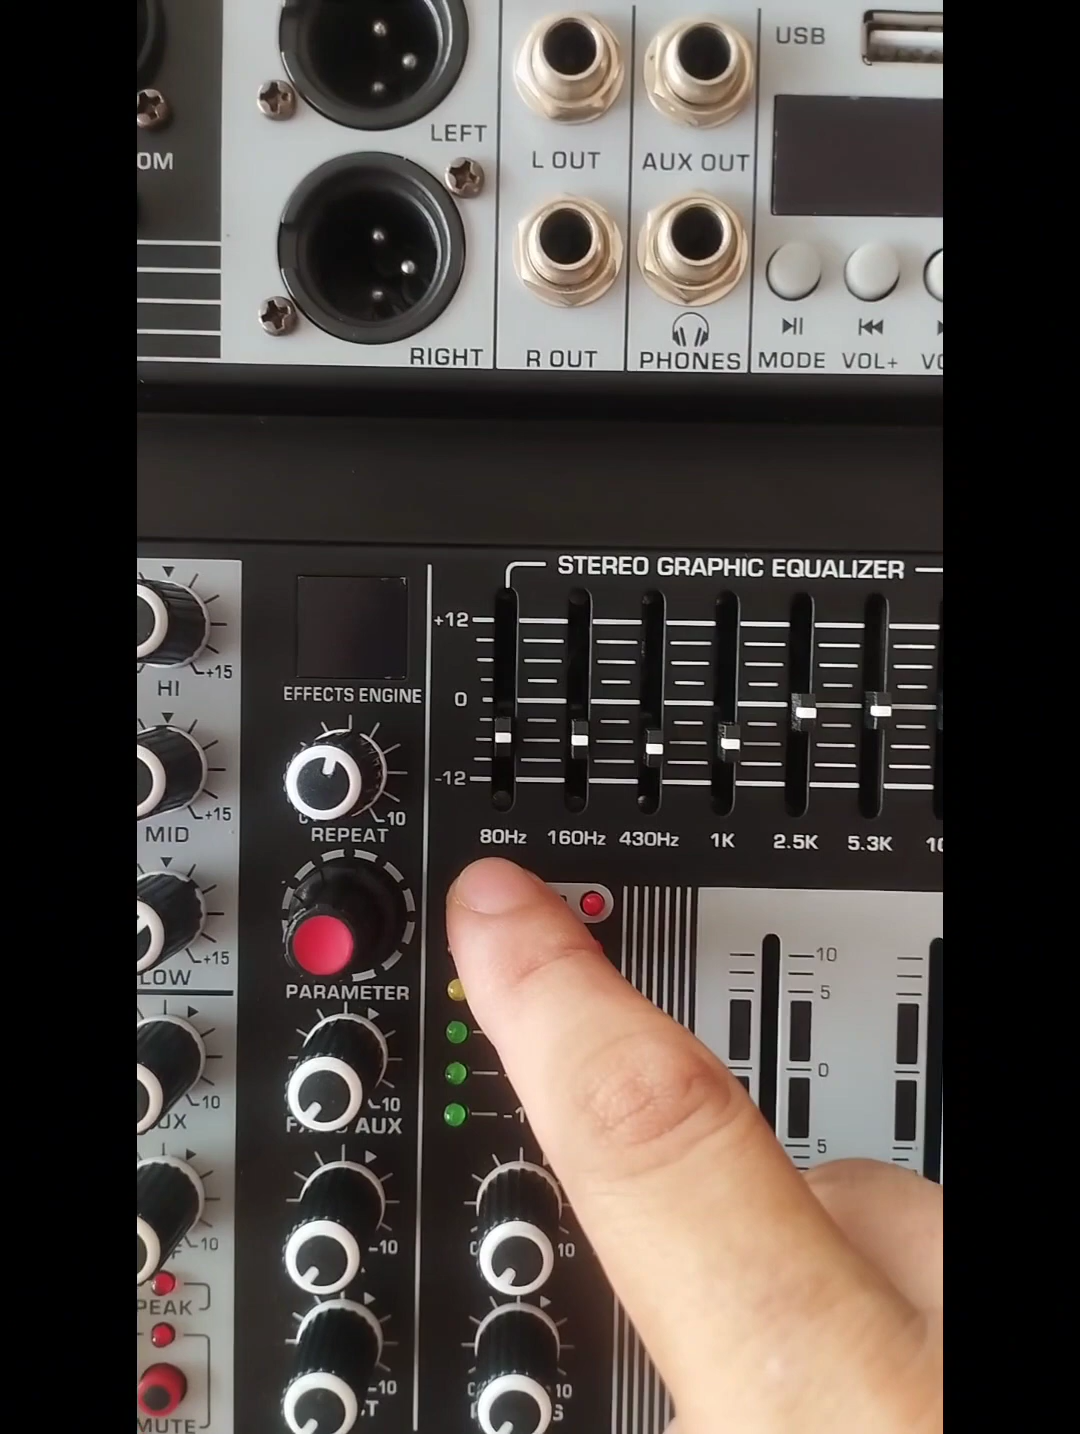 USB
LEFT
OM
L OUT
AUX OUT
RIGHT
R OUT
PHONES
MODE
VOL+
STEREO GRAPHIC EQUALIZER
+12
0
-12
80Hz
160Hz
430Hz
1K
2.5K
5.3K
+15
HI
EFFECTS ENGINE
10
REPEAT
+15
MID
+15
LOW
PARAMETER
10
5
0
5
10
AUX
10
-10
10
10
PEAK
-10
10
MUTE